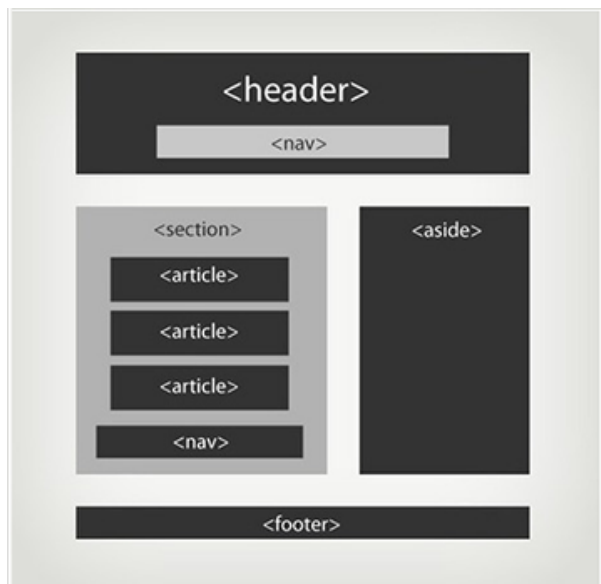 <header>
<nav>
<section>
<article>
<article>
<article>
<nav>
<aside>
<footer>